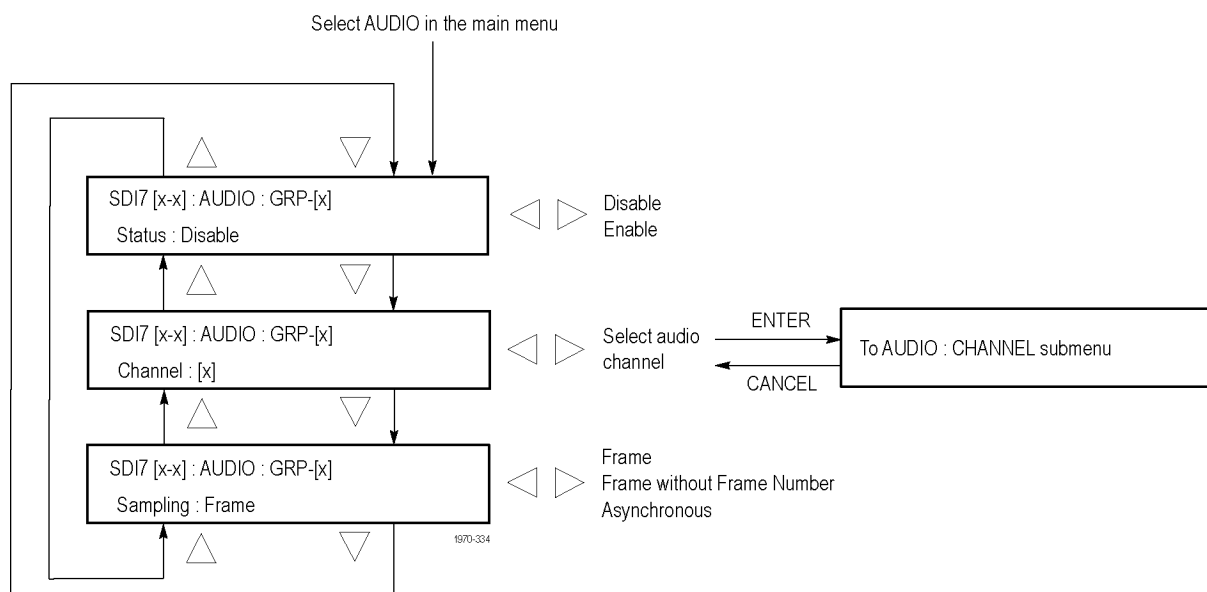 Select AUDIO in the main menu
SDI7 [x-x] : AUDIO : GRP-[x]
Status : Disable
Disable
Enable
SDI7 [x-x] : AUDIO : GRP-[x]
Channel : [x]
Select audio
channel
ENTER
CANCEL
To AUDIO : CHANNEL submenu
SDI7 [x-x] : AUDIO : GRP-[x]
Sampling : Frame
Frame
Frame without Frame Number
Asynchronous
1970-334